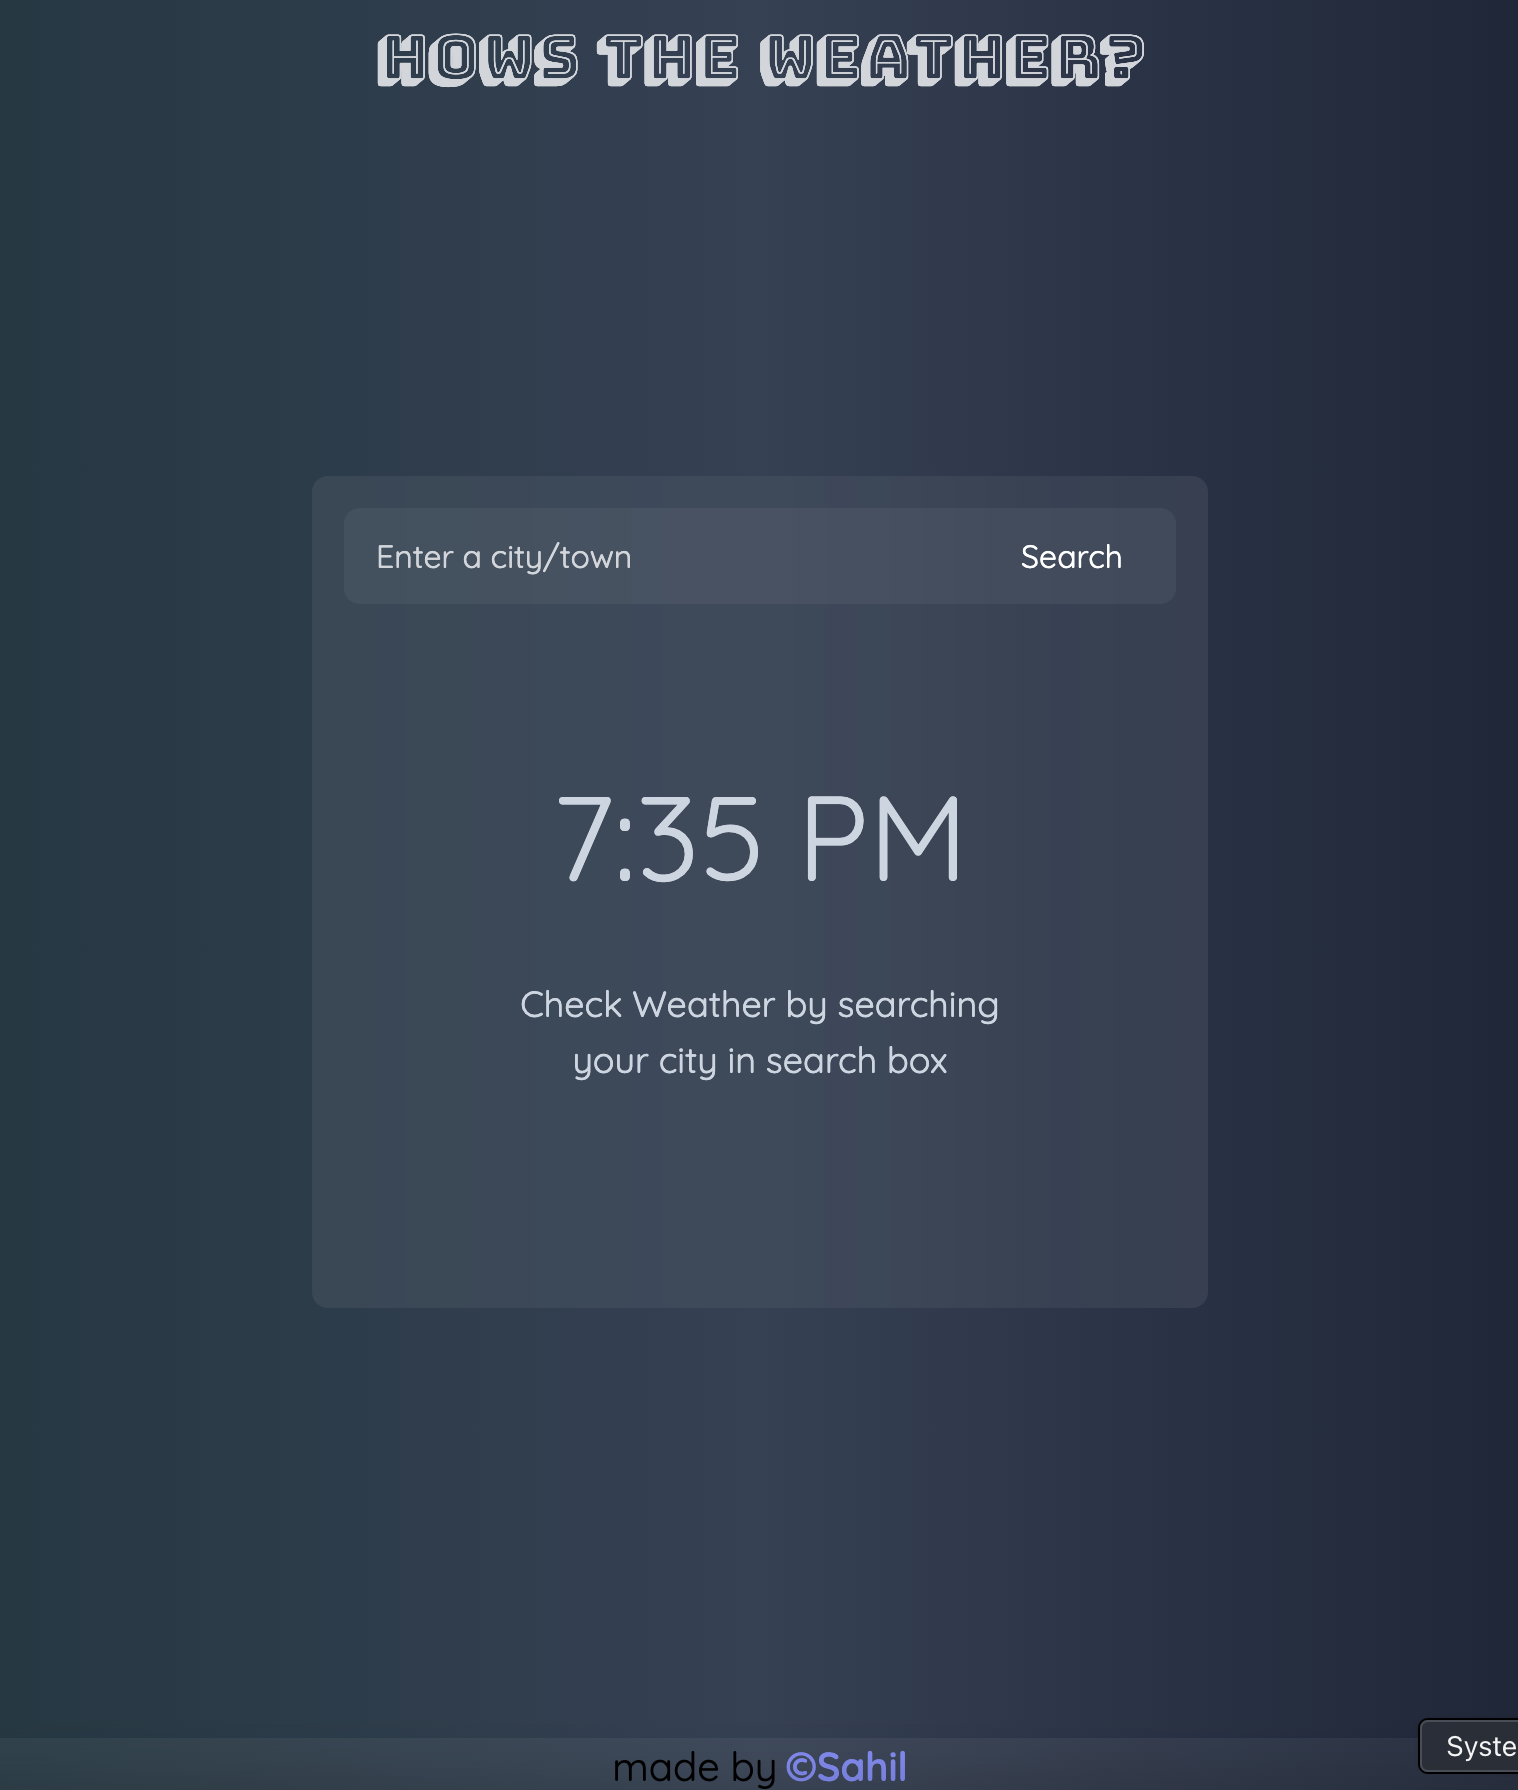 HOWS THE WEATHER?
Enter a city/town Search
7:35 PM
Check Weather by searching
your city in search box
made by ©Sahil
Syste